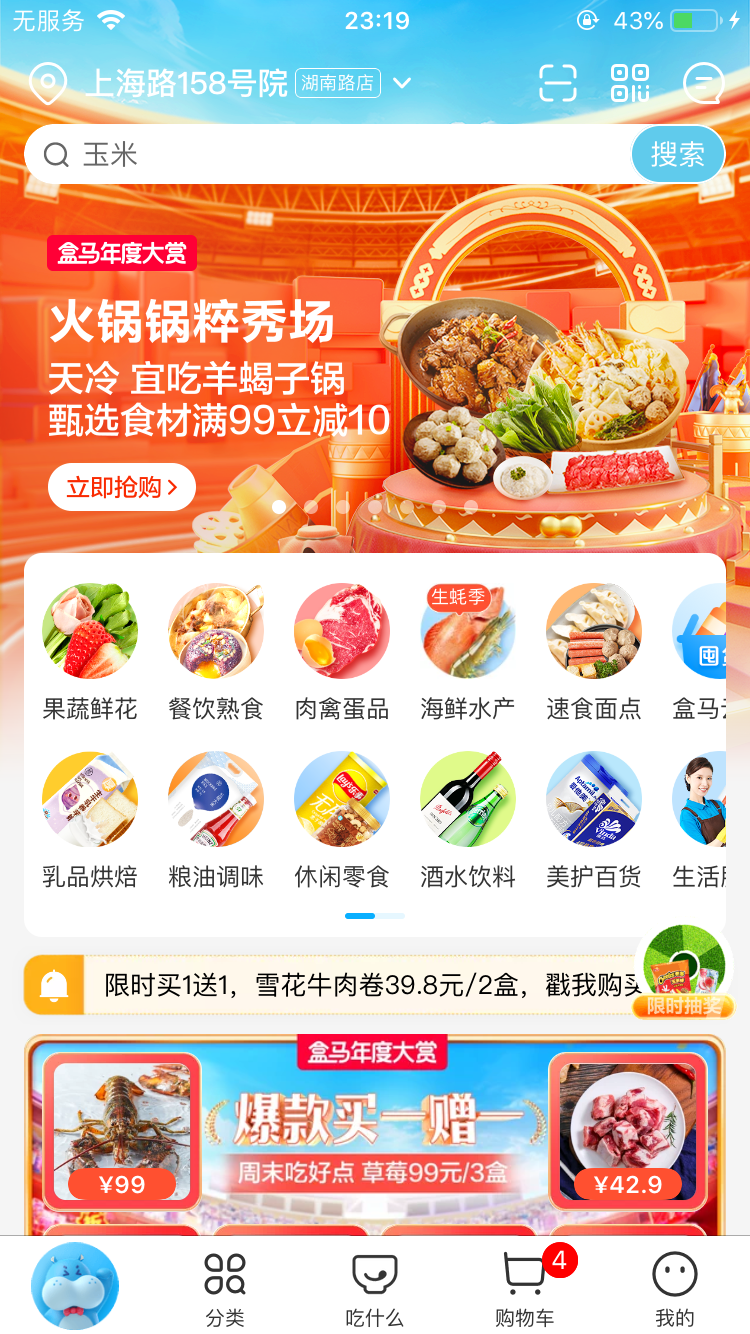 无服务
23:19
43%
上海路158号院
湖南路店
玉米
搜索
盒马年度大赏
火锅锅粹秀场
天冷 宜吃羊蝎子锅
甄选食材满99立减10
立即抢购
生蚝季
果蔬鲜花
餐饮熟食
肉禽蛋品
海鲜水产
速食面点
盒马
囤
乳品烘焙
粮油调味
休闲零食
酒水饮料
美护百货
生活
限时买1送1，雪花牛肉卷39.8元/2盒，戳我购买
限时抽奖
盒马年度大赏
爆款买一赠一
周末吃好点 草莓99元/3盒
¥99
¥42.9
分类
吃什么
购物车
4
我的